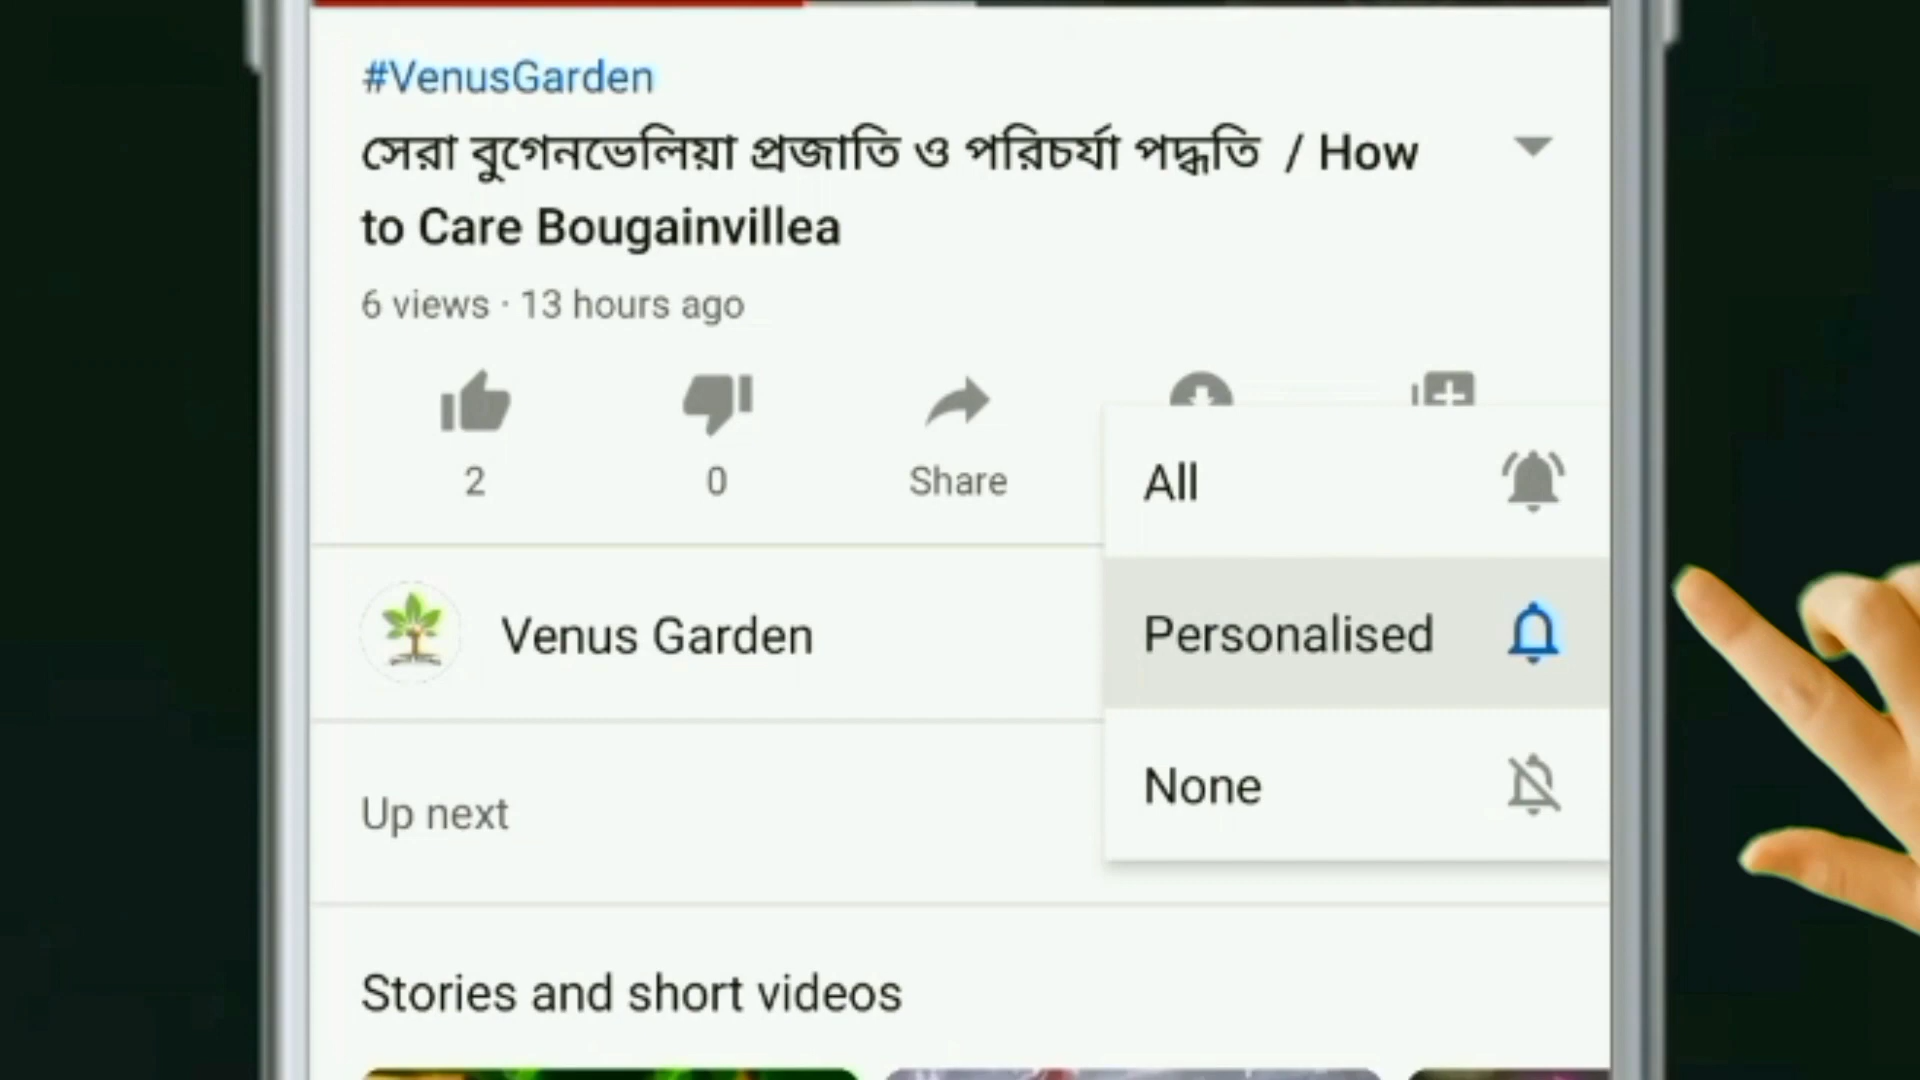 #VenusGarden
সেরা বুগেনভেলিয়া প্রজাতি ও পরিচর্যা পদ্ধতি / How
to Care Bougainvillea
6 views · 13 hours ago
2
0
Share
All
Venus Garden
Personalised
None
Up next
Stories and short videos